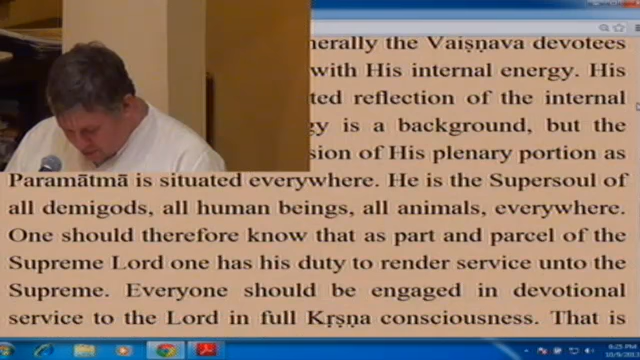 nerally the Vaiṣṇava devotees
with His internal energy. His
ted reflection of the internal
gy is a background, but the
sion of His plenary portion as
Paramātmā is situated everywhere. He is the Supersoul of
all demigods, all human beings, all animals, everywhere.
One should therefore know that as part and parcel of the
Supreme Lord one has his duty to render service unto the
Supreme. Everyone should be engaged in devotional
service to the Lord in full Kṛṣṇa consciousness. That is
6:25 PM